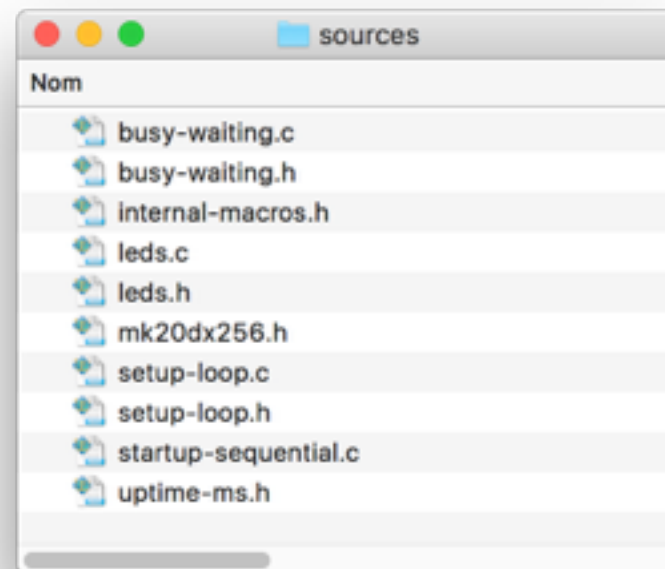 sources
Nom
busy-waiting.c
busy-waiting.h
internal-macros.h
leds.c
leds.h
mk20dx256.h
setup-loop.c
setup-loop.h
startup-sequential.c
uptime-ms.h